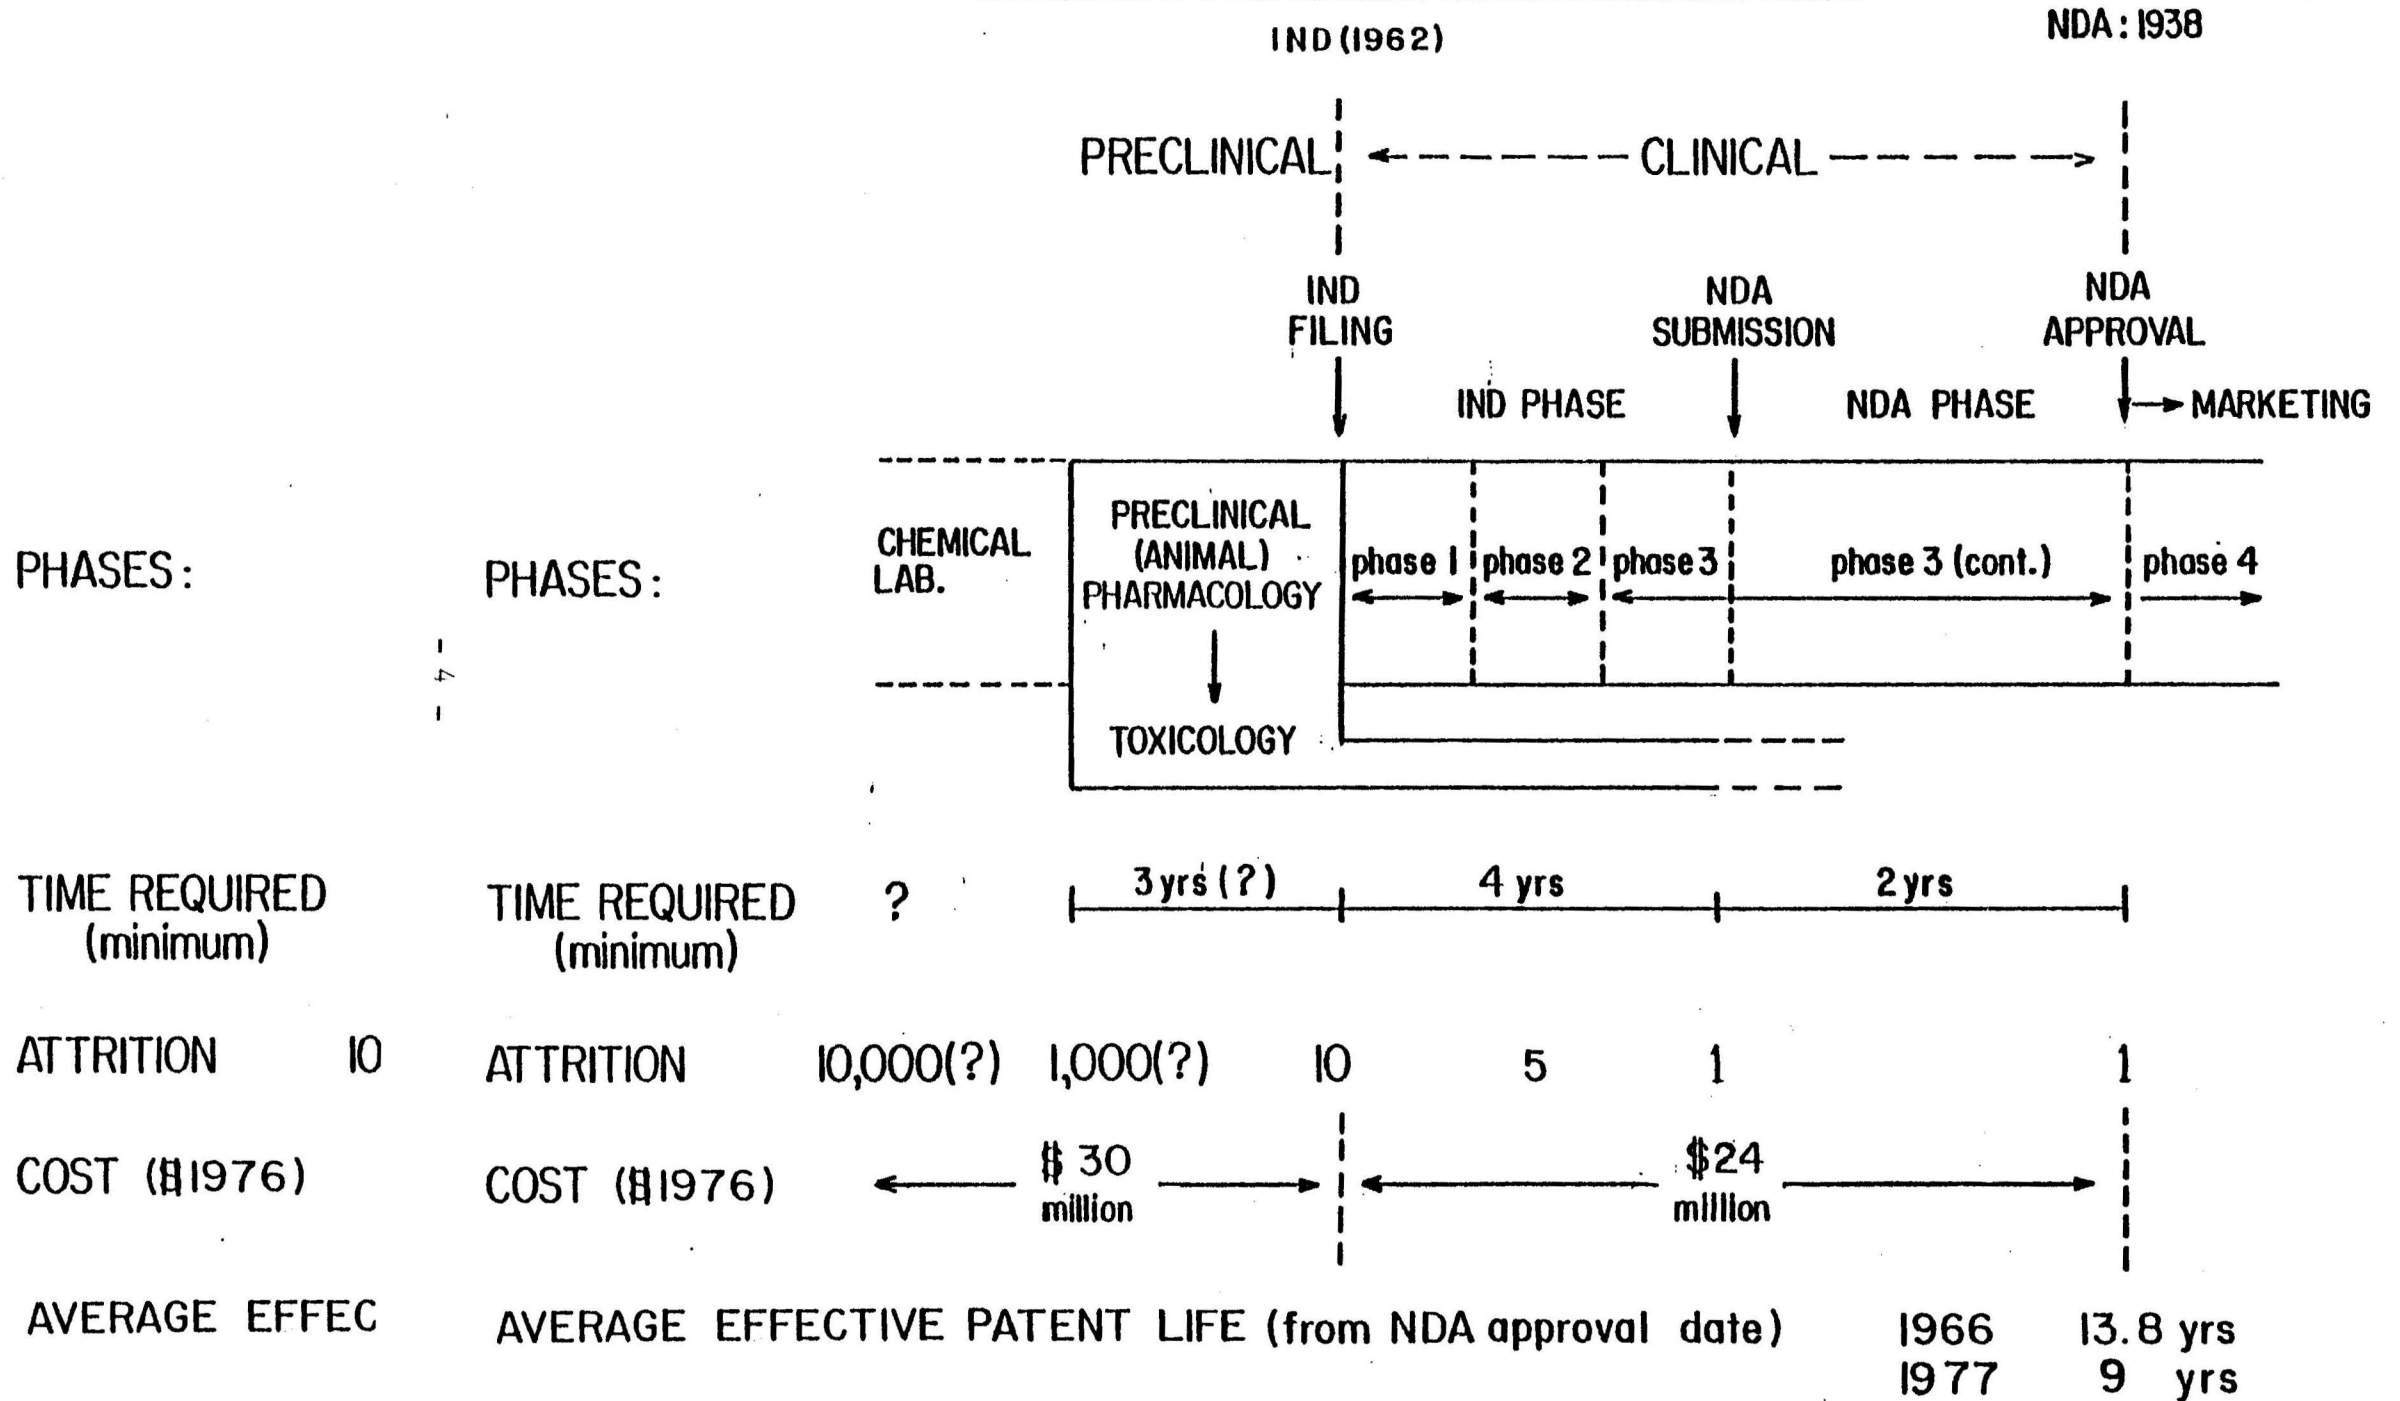 IND (1962)
NDA: 1938
PRECLINICAL
CLINICAL
IND
FILING
NDA
SUBMISSION
NDA
APPROVAL
IND PHASE
NDA PHASE
MARKETING
PHASES:
PHASES:
CHEMICAL
LAB.
PRECLINICAL
(ANIMAL)
PHARMACOLOGY
TOXICOLOGY
phase 1
phase 2
phase 3
phase 3 (cont.)
phase 4
- 4 -
TIME REQUIRED
(minimum)
TIME REQUIRED
(minimum)
?
3 yrs (?)
4 yrs
2 yrs
ATTRITION 10
ATTRITION 10,000(?) 1,000(?) 10 5 1 1
COST ($1976)
COST ($1976)
$ 30
million
$24
million
AVERAGE EFFEC
AVERAGE EFFECTIVE PATENT LIFE (from NDA approval date) 1966 13.8 yrs
1977 9 yrs